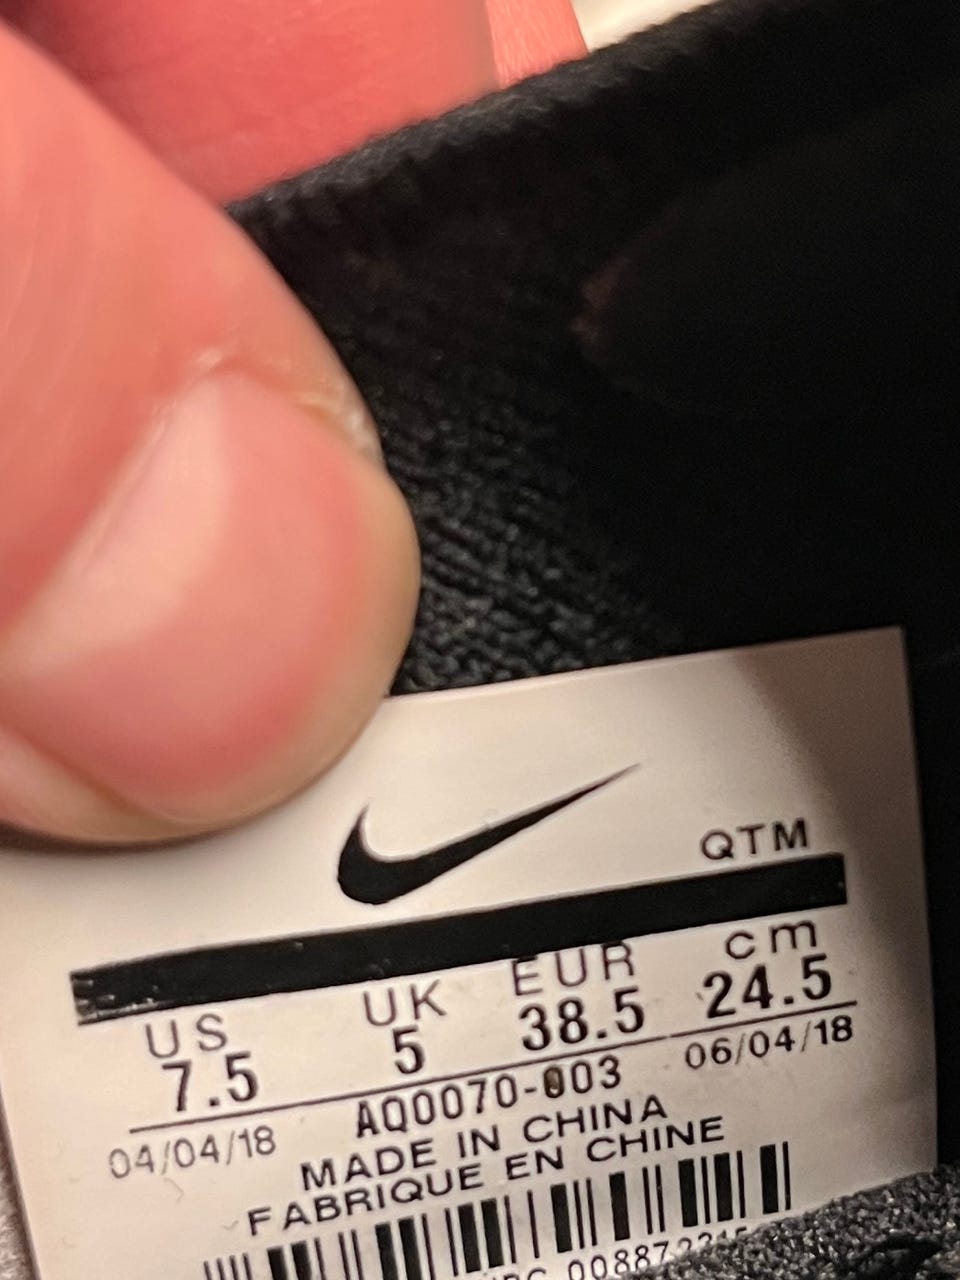 QTM
US UK EUR cm
7.5 5 38.5 24.5
04/04/18 AQ0070-003 06/04/18
MADE IN CHINA
FABRIQUE EN CHINE